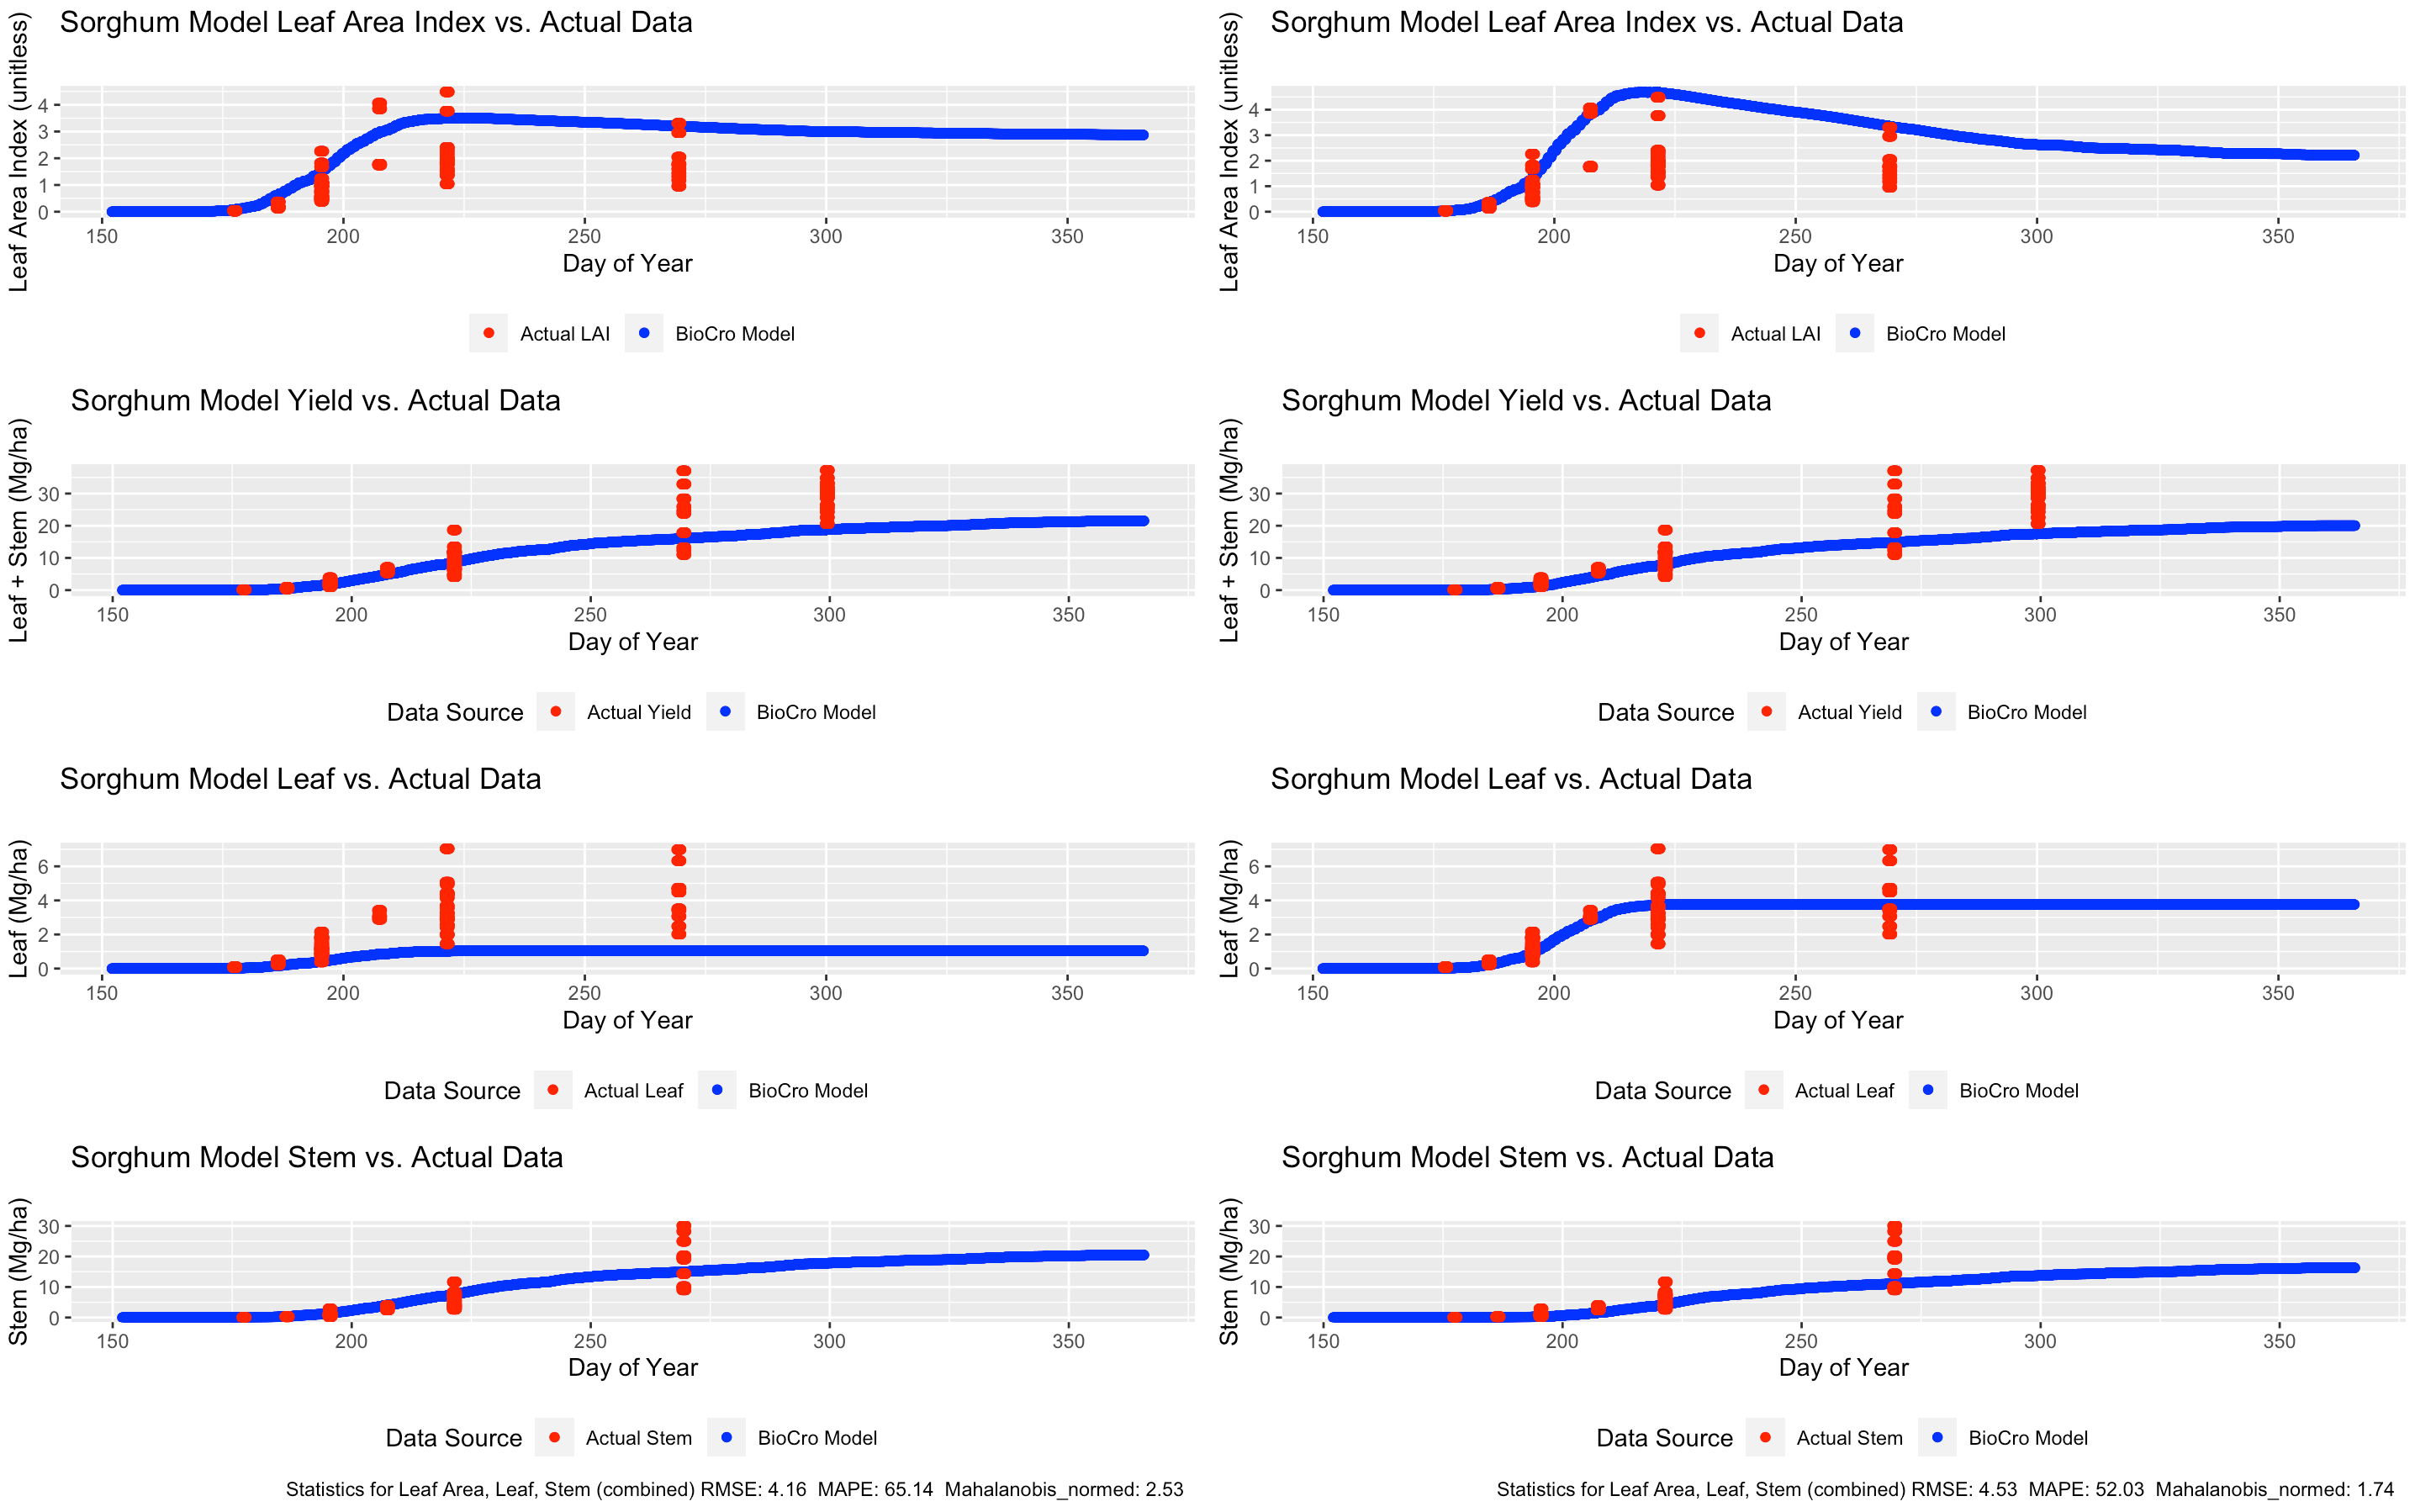 Sorghum Model Leaf Area Index vs. Actual Data
Leaf Area Index (unitless)
4
3
2
1
0
150 200 250 300 350
Day of Year
Actual LAI BioCro Model
Sorghum Model Leaf Area Index vs. Actual Data
Leaf Area Index (unitless)
4
3
2
1
0
150 200 250 300 350
Day of Year
Actual LAI BioCro Model
Sorghum Model Yield vs. Actual Data
Leaf + Stem (Mg/ha)
30
20
10
0
150 200 250 300 350
Day of Year
Data Source Actual Yield BioCro Model
Sorghum Model Yield vs. Actual Data
Leaf + Stem (Mg/ha)
30
20
10
0
150 200 250 300 350
Day of Year
Data Source Actual Yield BioCro Model
Sorghum Model Leaf vs. Actual Data
Leaf (Mg/ha)
6
4
2
0
150 200 250 300 350
Day of Year
Data Source Actual Leaf BioCro Model
Sorghum Model Leaf vs. Actual Data
Leaf (Mg/ha)
6
4
2
0
150 200 250 300 350
Day of Year
Data Source Actual Leaf BioCro Model
Sorghum Model Stem vs. Actual Data
Stem (Mg/ha)
30
20
10
0
150 200 250 300 350
Day of Year
Data Source Actual Stem BioCro Model
Statistics for Leaf Area, Leaf, Stem (combined) RMSE: 4.16 MAPE: 65.14 Mahalanobis_normed: 2.53
Sorghum Model Stem vs. Actual Data
Stem (Mg/ha)
30
20
10
0
150 200 250 300 350
Day of Year
Data Source Actual Stem BioCro Model
Statistics for Leaf Area, Leaf, Stem (combined) RMSE: 4.53 MAPE: 52.03 Mahalanobis_normed: 1.74